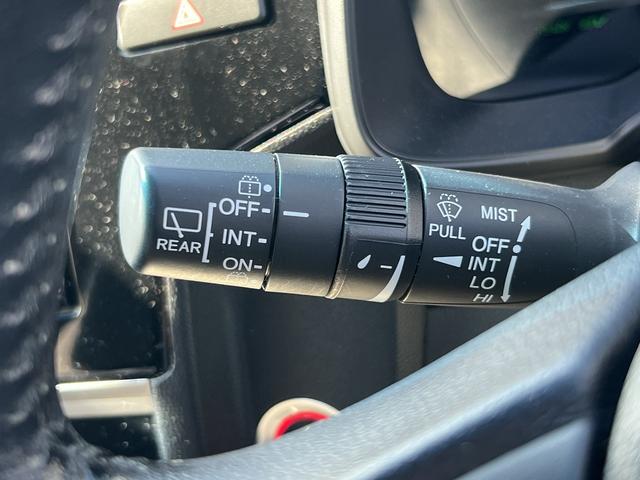 OFF
INT
ON
REAR
PULL
MIST
OFF
INT
LO
HI